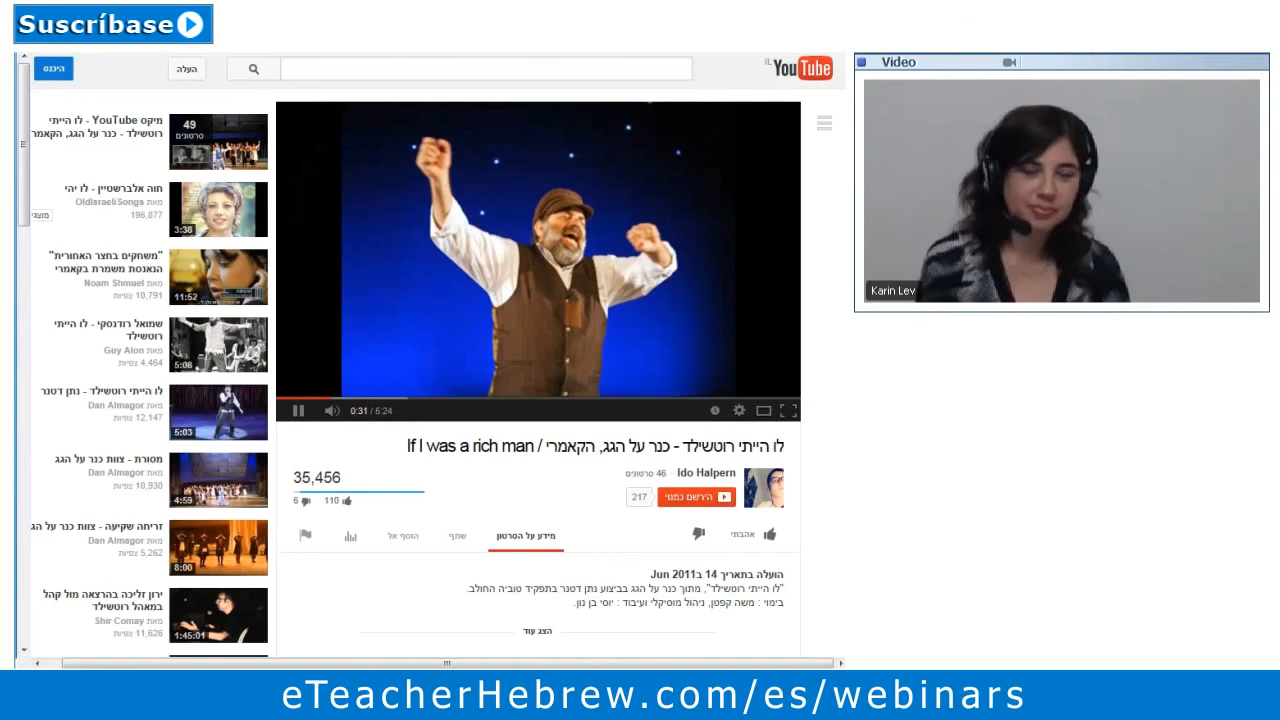 Suscríbase
היכנס
העלה
IL YouTube
49
סרטונים
מיקס YouTube - לו הייתי
רוטשילד - כנר על הגג, הקאמרי
חוה אלברשטיין - לו יהי
מאת OldIsraeliSongs
196,877
3:38
"משחקים בחצר האחורית"
הנאנסת משמרת בקאמרי
מאת Noam Shmuel
10,791 צפיות
11:52
שמואל רודנסקי - לו הייתי
רוטשילד
מאת Guy Alon
4,464 צפיות
5:08
לו הייתי רוטשילד - נתן דטנר
מאת Dan Almagor
12,147 צפיות
5:03
מסורת - צוות כנר על הגג
מאת Dan Almagor
10,930 צפיות
4:59
זריחה שקיעה - צוות כנר על הג
מאת Dan Almagor
5,262 צפיות
8:00
ירון זליכה בהרצאה מול קהל
במאהל רוטשילד
מאת Shir Comay
11,626 צפיות
1:45:01
0:31 / 5:24
לו הייתי רוטשילד - כנר על הגג, הקאמרי / If I was a rich man
35,456
6
110
Ido Halpern · 46 סרטונים
הירשם כמנוי
217
אהבתי
מידע על הסרטון
שתף
הוסף אל
הועלה בתאריך 14 בJun 2011
"לו הייתי רוטשילד", מתוך כנר על הגג בביצוע נתן דטנר בתפקיד טוביה החולב.
בימוי : משה קפטן, ניהול מוסיקלי ועיבוד : יוסי בן נון.
הצג עוד
Video
Karin Lev
eTeacherHebrew.com/es/webinars